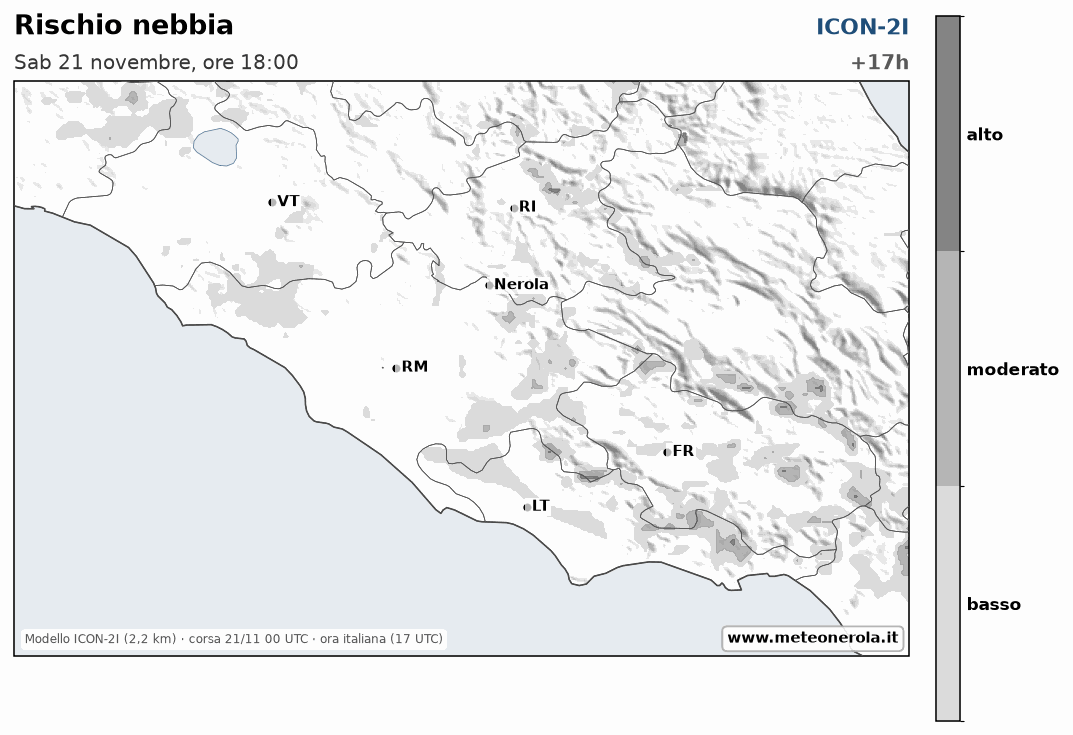 Rischio nebbia
ICON-2I
Sab 21 novembre, ore 18:00
+17h
alto
VT
RI
Nerola
RM
moderato
FR
LT
basso
Modello ICON-2I (2,2 km) · corsa 21/11 00 UTC · ora italiana (17 UTC)
www.meteonerola.it